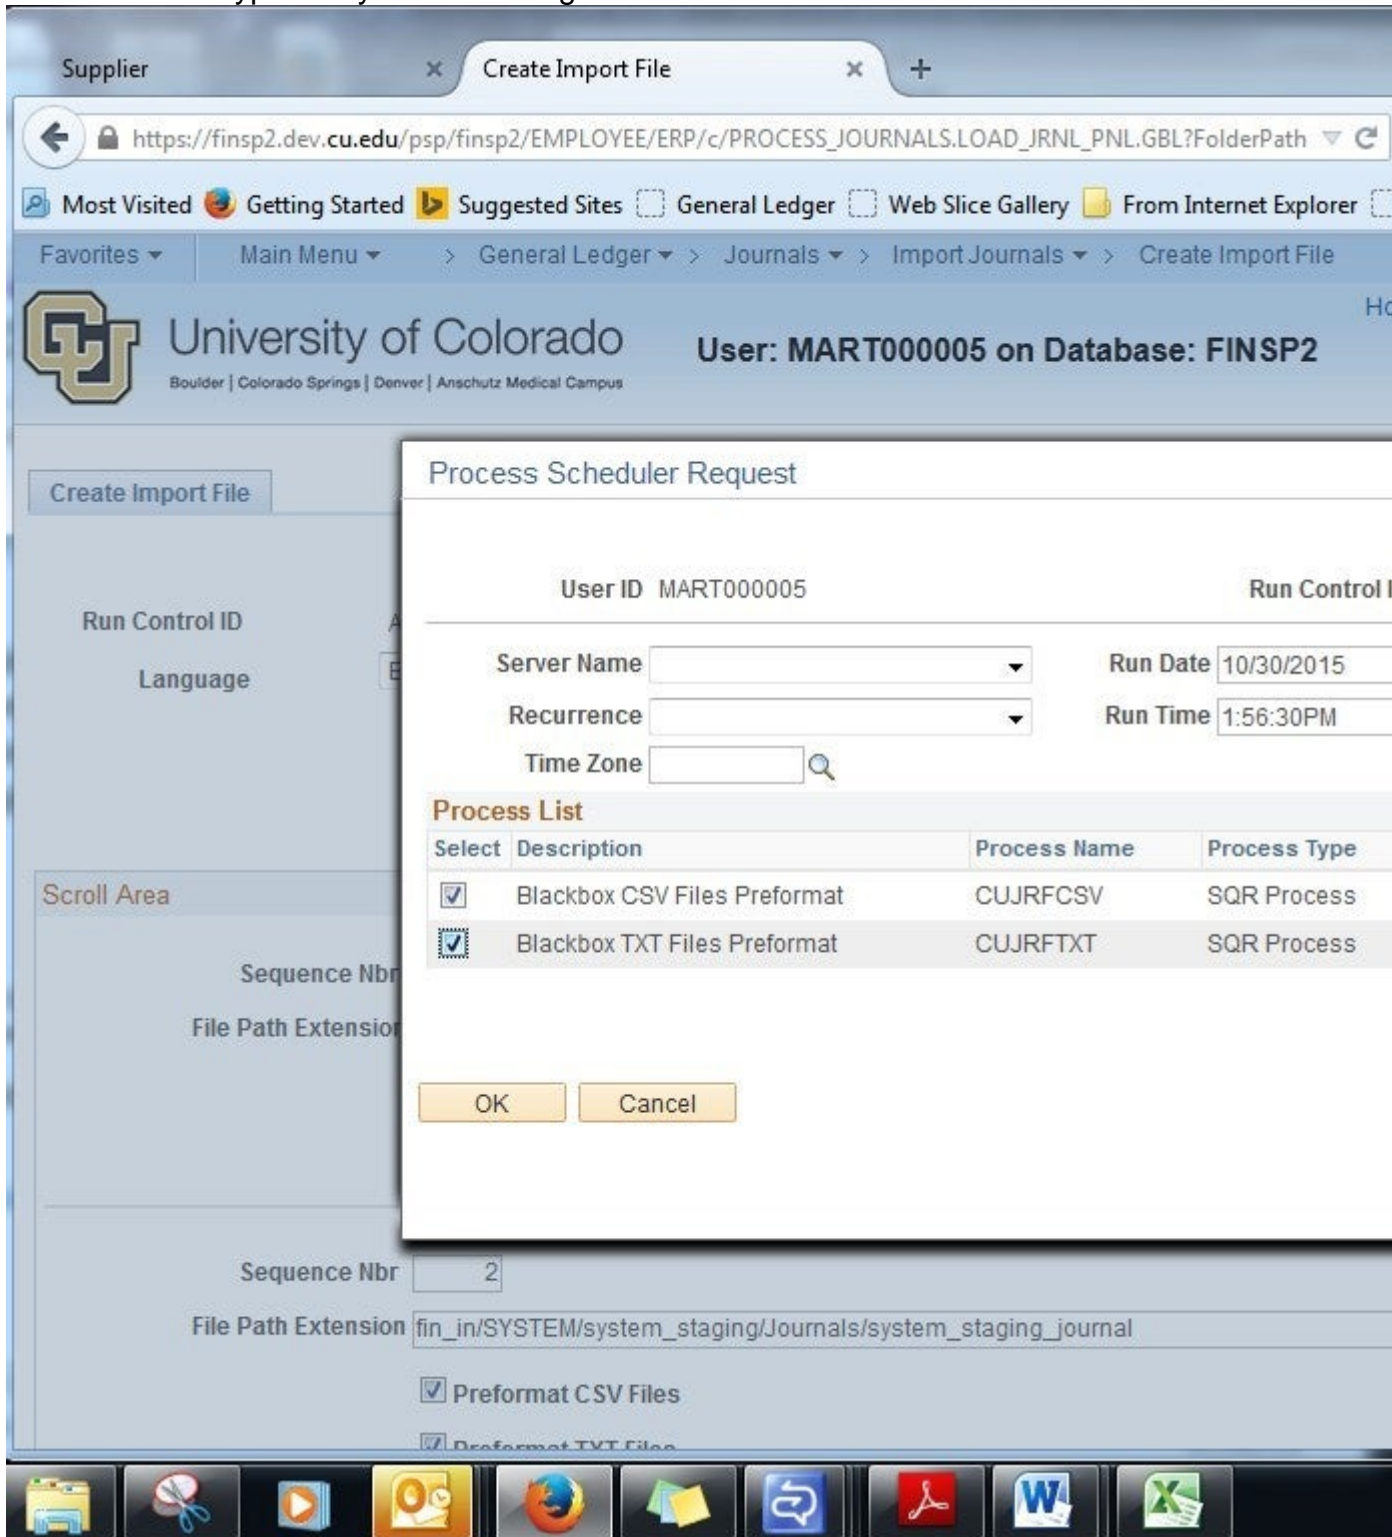 Supplier
Create Import File
https://finsp2.dev.cu.edu/psp/finsp2/EMPLOYEE/ERP/c/PROCESS_JOURNALS.LOAD_JRNL_PNL.GBL?FolderPath
Most Visited Getting Started Suggested Sites General Ledger Web Slice Gallery From Internet Explorer
Favorites Main Menu > General Ledger > Journals > Import Journals > Create Import File
University of Colorado
Boulder | Colorado Springs | Denver | Anschutz Medical Campus
User: MART000005 on Database: FINSP2
Create Import File
Process Scheduler Request
User ID MART000005 Run Control
Run Control ID A
Language E
Server Name Run Date 10/30/2015
Recurrence Run Time 1:56:30PM
Time Zone
Process List
Select Description Process Name Process Type
Blackbox CSV Files Preformat CUJRFCSV SQR Process
Blackbox TXT Files Preformat CUJRFTXT SQR Process
Scroll Area
Sequence Nbr
File Path Extension
OK Cancel
Sequence Nbr 2
File Path Extension fin_in/SYSTEM/system_staging/Journals/system_staging_journal
Preformat CSV Files
Preformat TXT Files